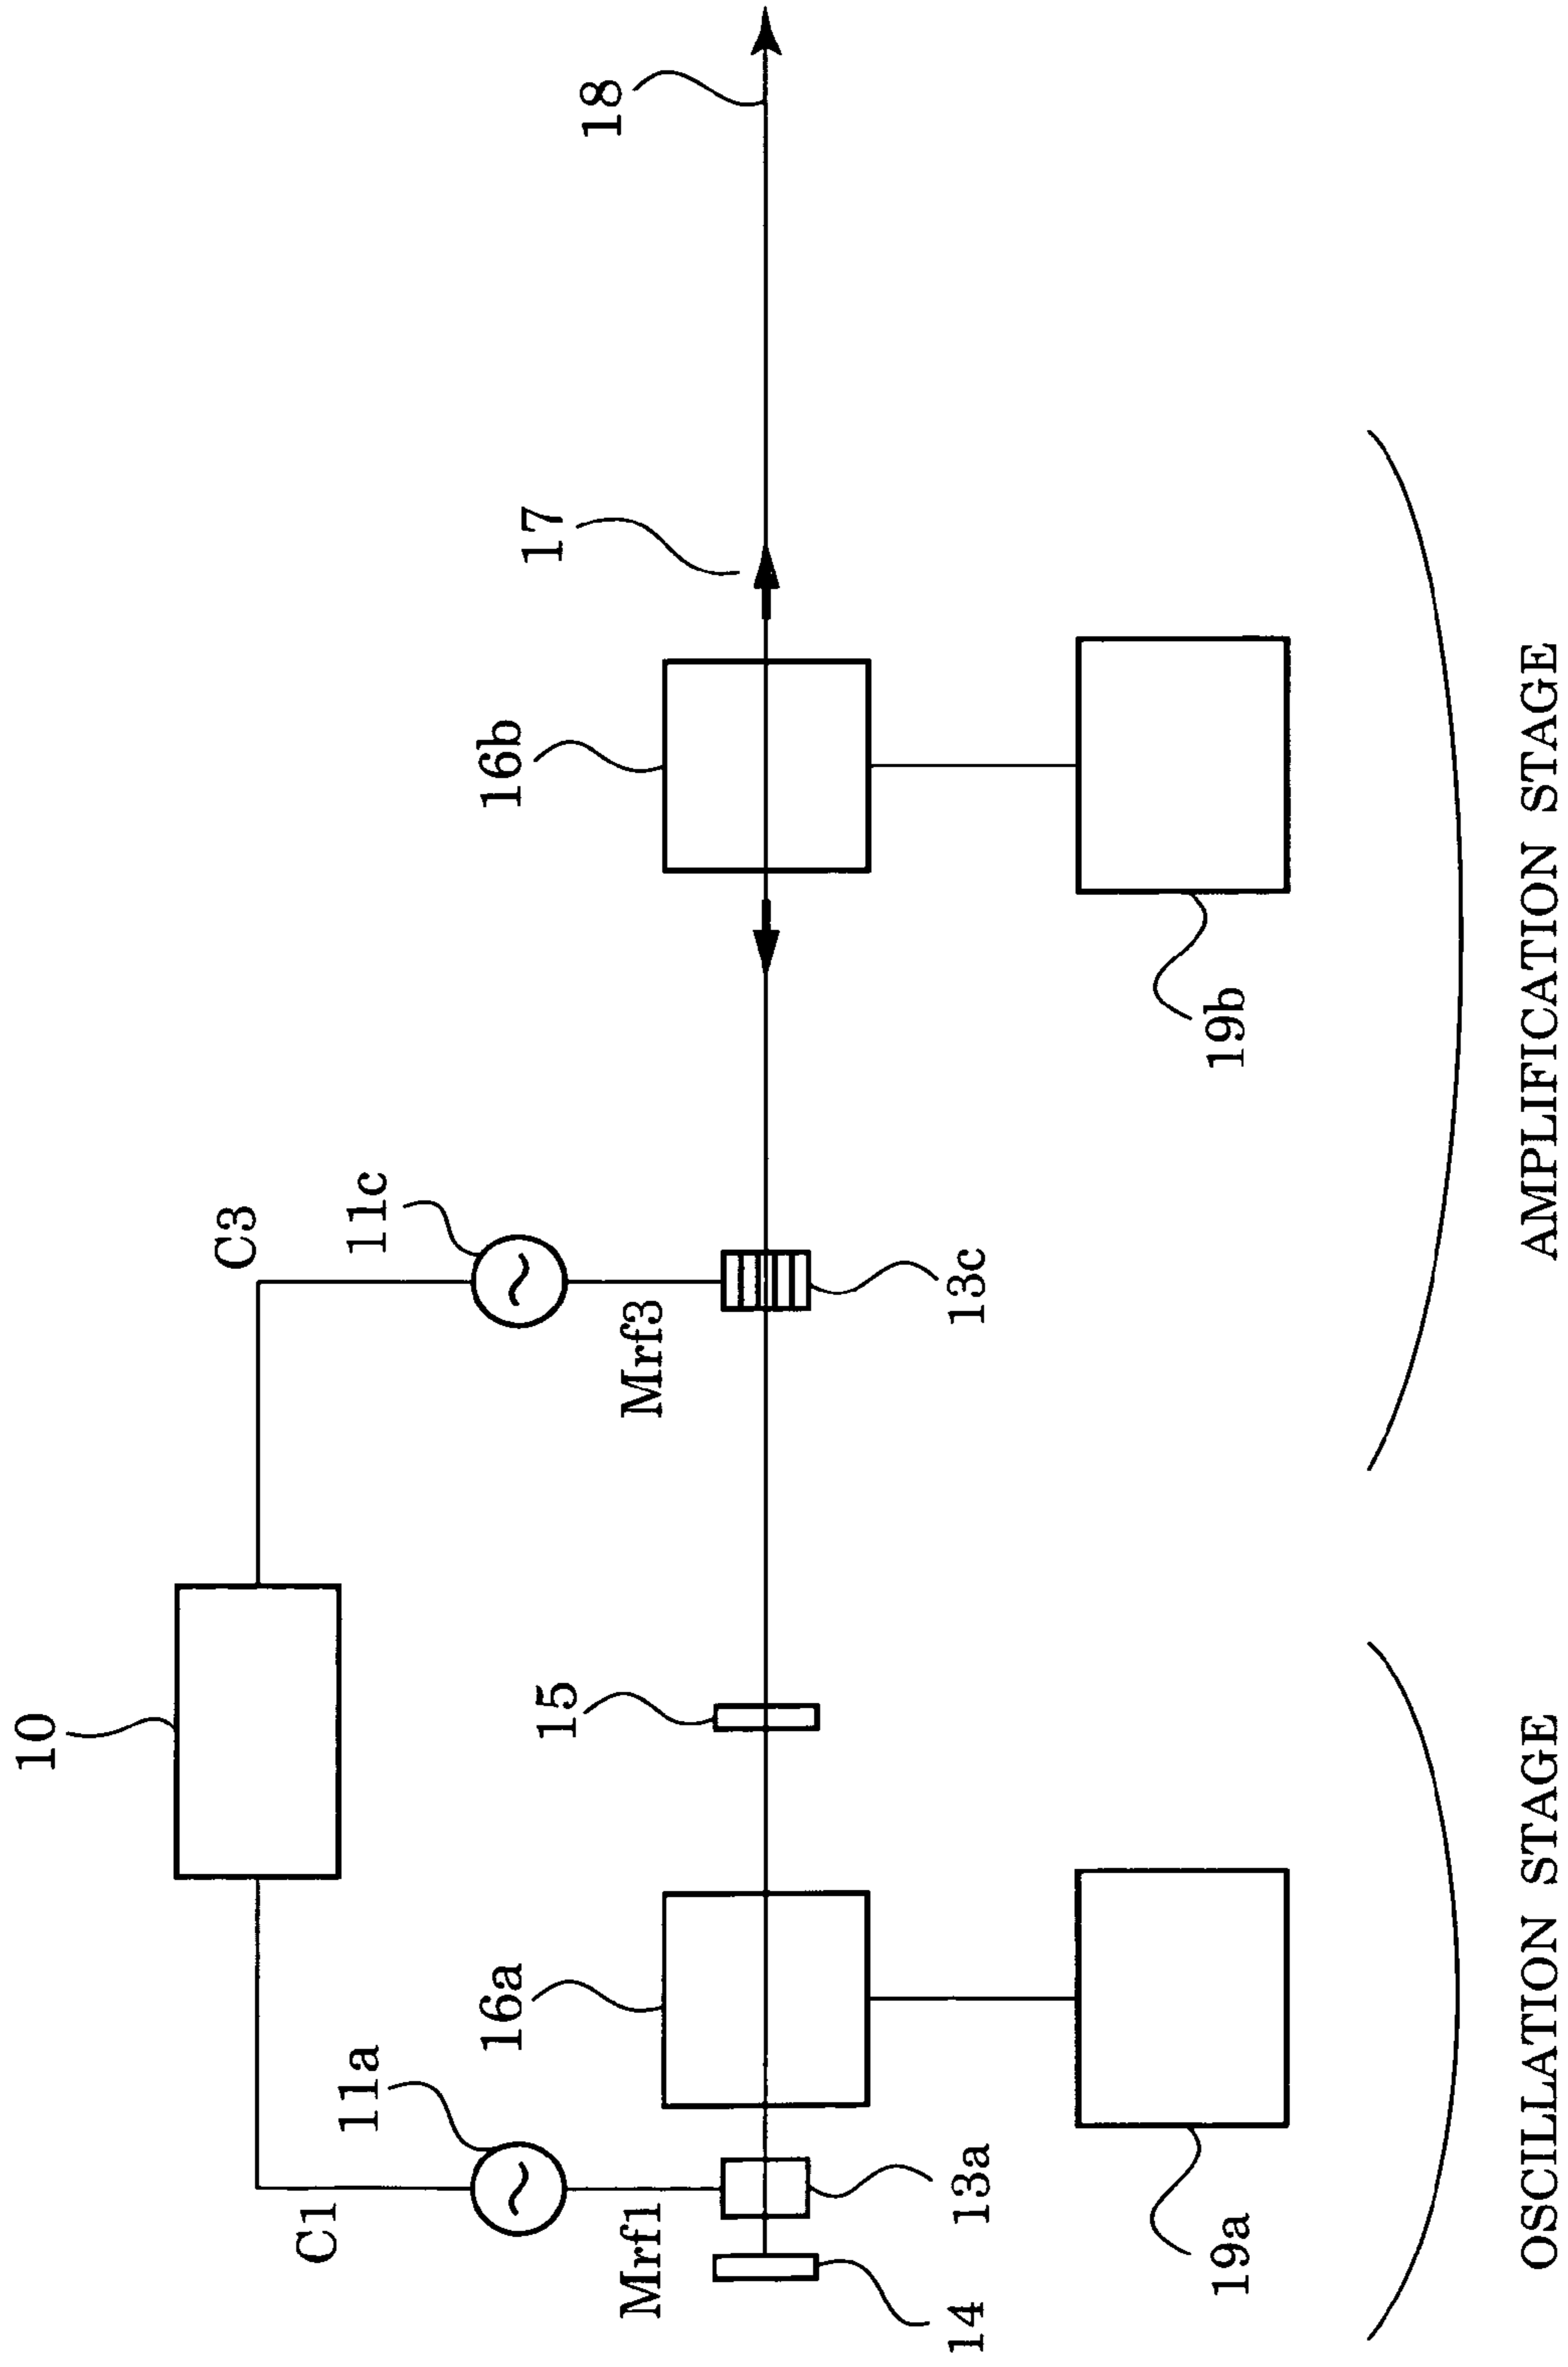 10
C1
11a
C3
11c
Mrf1
Mrf3
14
13a
16a
15
13c
16b
17
18
19a
19b
OSCILLATION STAGE
AMPLIFICATION STAGE